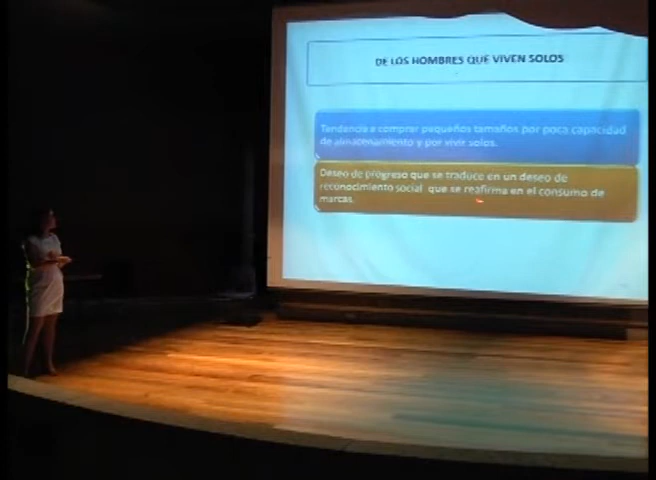 DE LOS HOMBRES QUE VIVEN SOLOS
Tendencia a comprar pequeños tamaños por poca capacidad
de almacenamiento y por vivir solos.
Deseo de progreso que se traduce en un deseo de
reconocimiento social que se reafirma en el consumo de
marcas.